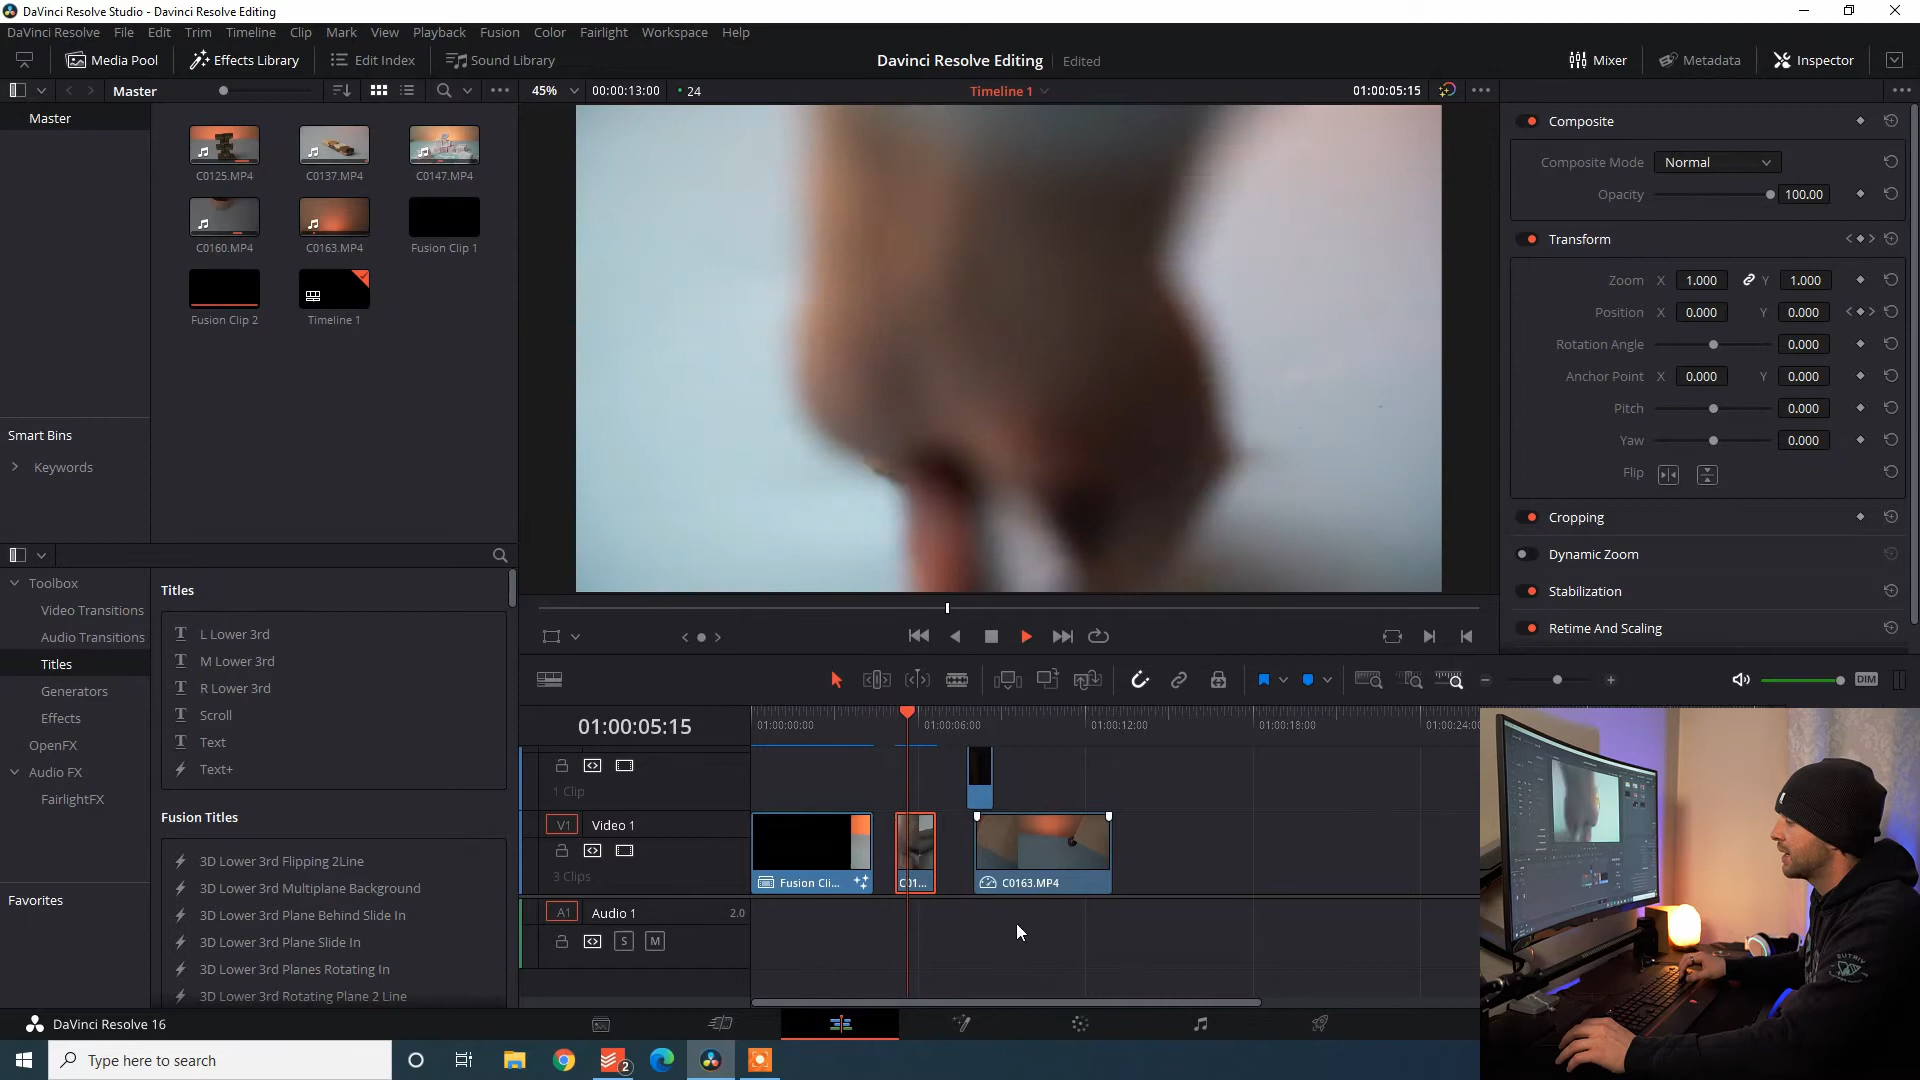 DaVinci Resolve Studio - Davinci Resolve Editing
DaVinci Resolve File Edit Trim Timeline Clip Mark View Playback Fusion Color Fairlight Workspace Help
Media Pool Effects Library Edit Index Sound Library Davinci Resolve Editing Edited Mixer Metadata Inspector
Master 45% 00:00:13:00 24 Timeline 1 01:00:05:15
Master
C0125.MP4 C0137.MP4 C0147.MP4
C0160.MP4 C0163.MP4 Fusion Clip 1
Fusion Clip 2 Timeline 1
Smart Bins
Keywords
Composite
Composite Mode Normal
Opacity 100.00
Transform
Zoom X 1.000 Y 1.000
Position X 0.000 Y 0.000
Rotation Angle 0.000
Anchor Point X 0.000 Y 0.000
Pitch 0.000
Yaw 0.000
Flip
Cropping
Dynamic Zoom
Stabilization
Retime And Scaling
Toolbox
Video Transitions
Audio Transitions
Titles
Generators
Effects
OpenFX
Audio FX
FairlightFX
Favorites
Titles
L Lower 3rd
M Lower 3rd
R Lower 3rd
Scroll
Text
Text+
Fusion Titles
3D Lower 3rd Flipping 2Line
3D Lower 3rd Multiplane Background
3D Lower 3rd Plane Behind Slide In
3D Lower 3rd Plane Slide In
3D Lower 3rd Planes Rotating In
3D Lower 3rd Rotating Plane 2 Line
DIM
01:00:05:15 01:00:00:00 01:00:06:00 01:00:12:00 01:00:18:00 01:00:24:00
1 Clip
V1 Video 1
3 Clips
Fusion Cli... C01... C0163.MP4
A1 Audio 1 2.0
S M
DaVinci Resolve 16
Type here to search
2